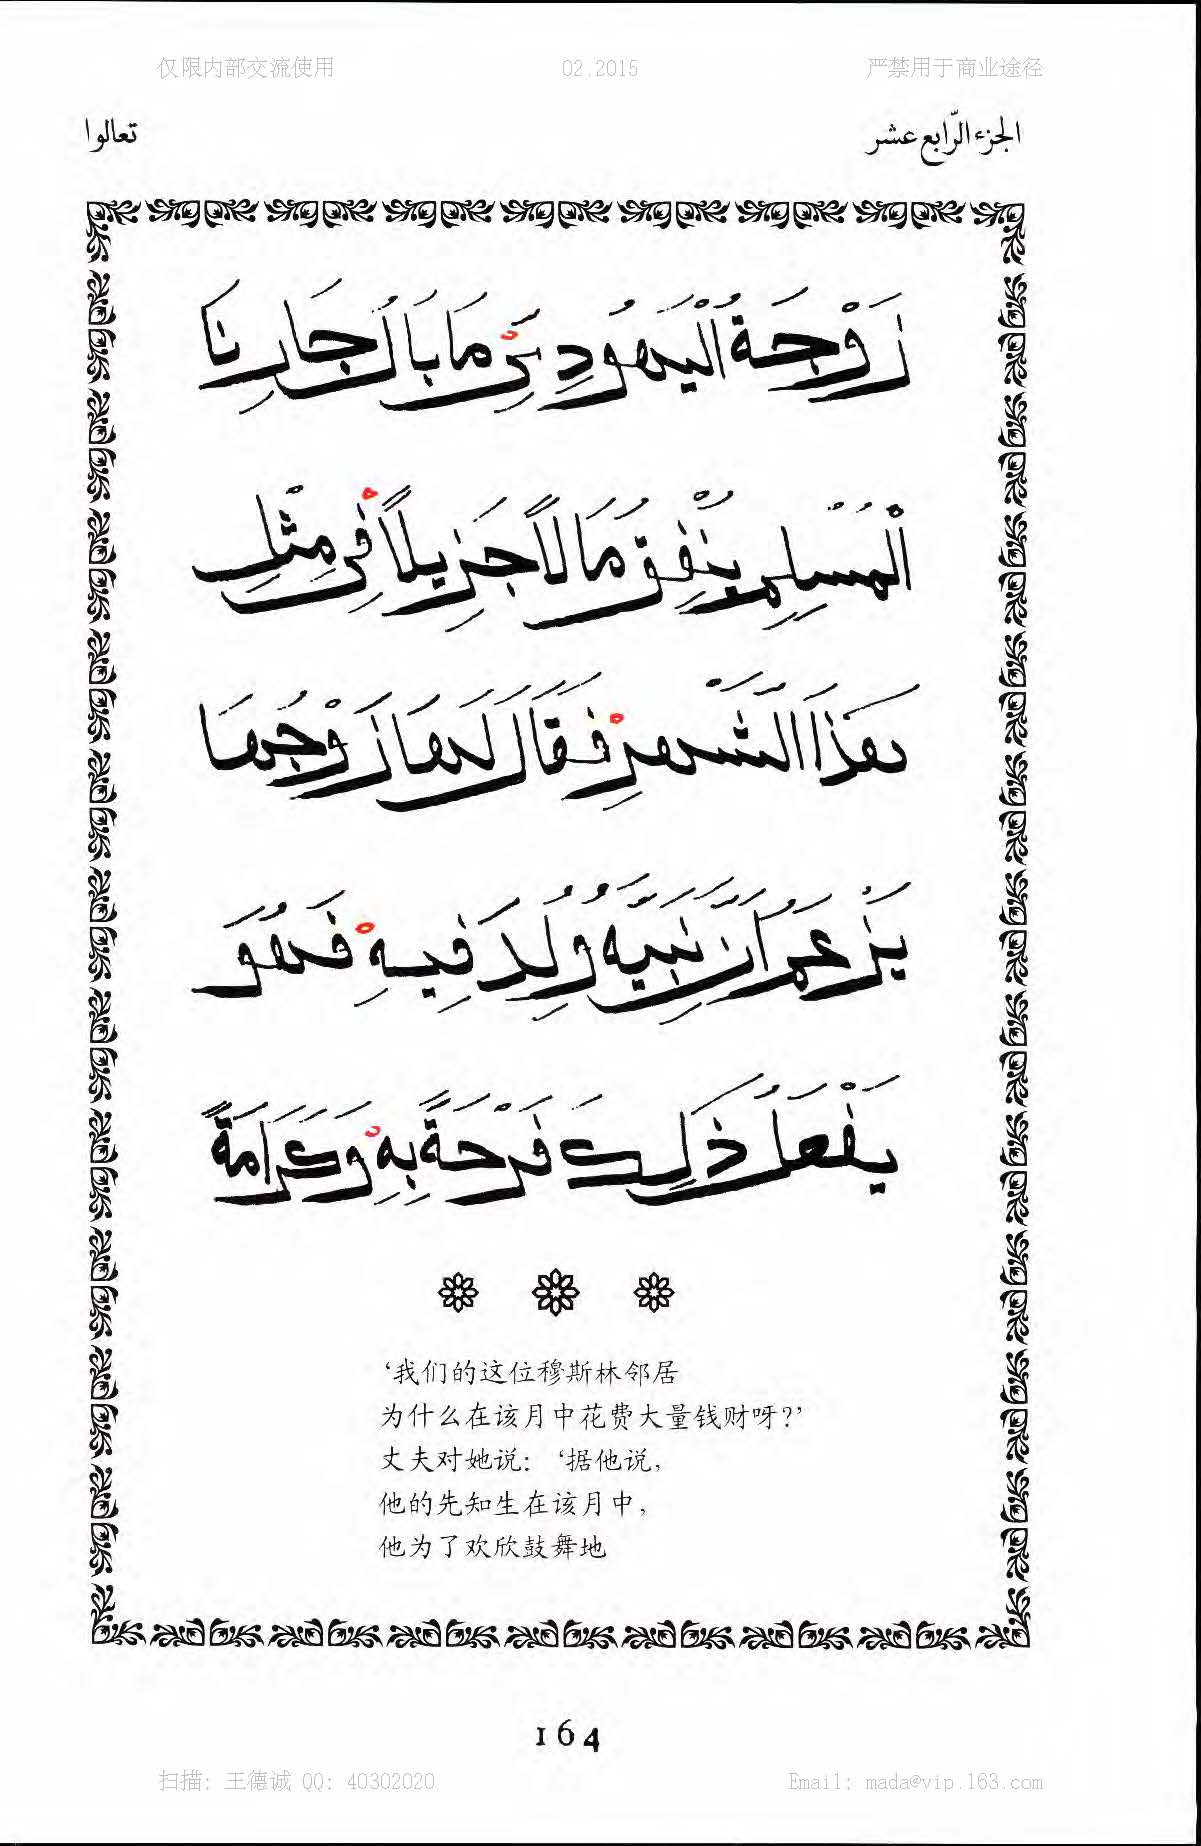 仅限内部交流使用 02.2015 严禁用于商业途径
الجزء الرّابع عشر تعالوا
زَوْجَةُ الْيَهُودِيِّ مَا بَالُ جَارِنَا
الْمُسْلِمِ يُنْفِقُ مَالًا جَزِيلًا فِي مِثْلِ
هَذَا الشَّهْرِ فَقَالَ لَهَا زَوْجُهَا
يَزْعُمُ أَنَّ نَبِيَّهُ وُلِدَ فِيهِ فَهُوَ
يَفْعَلُ ذَلِكَ فَرْحَةً بِهِ وَكَرَامَةً
‘我们的这位穆斯林邻居
为什么在该月中花费大量钱财呀?’
丈夫对她说：‘据他说，
他的先知生在该月中，
他为了欢欣鼓舞地
164
扫描: 王德诚 QQ: 40302020 Email: mada@vip.163.com